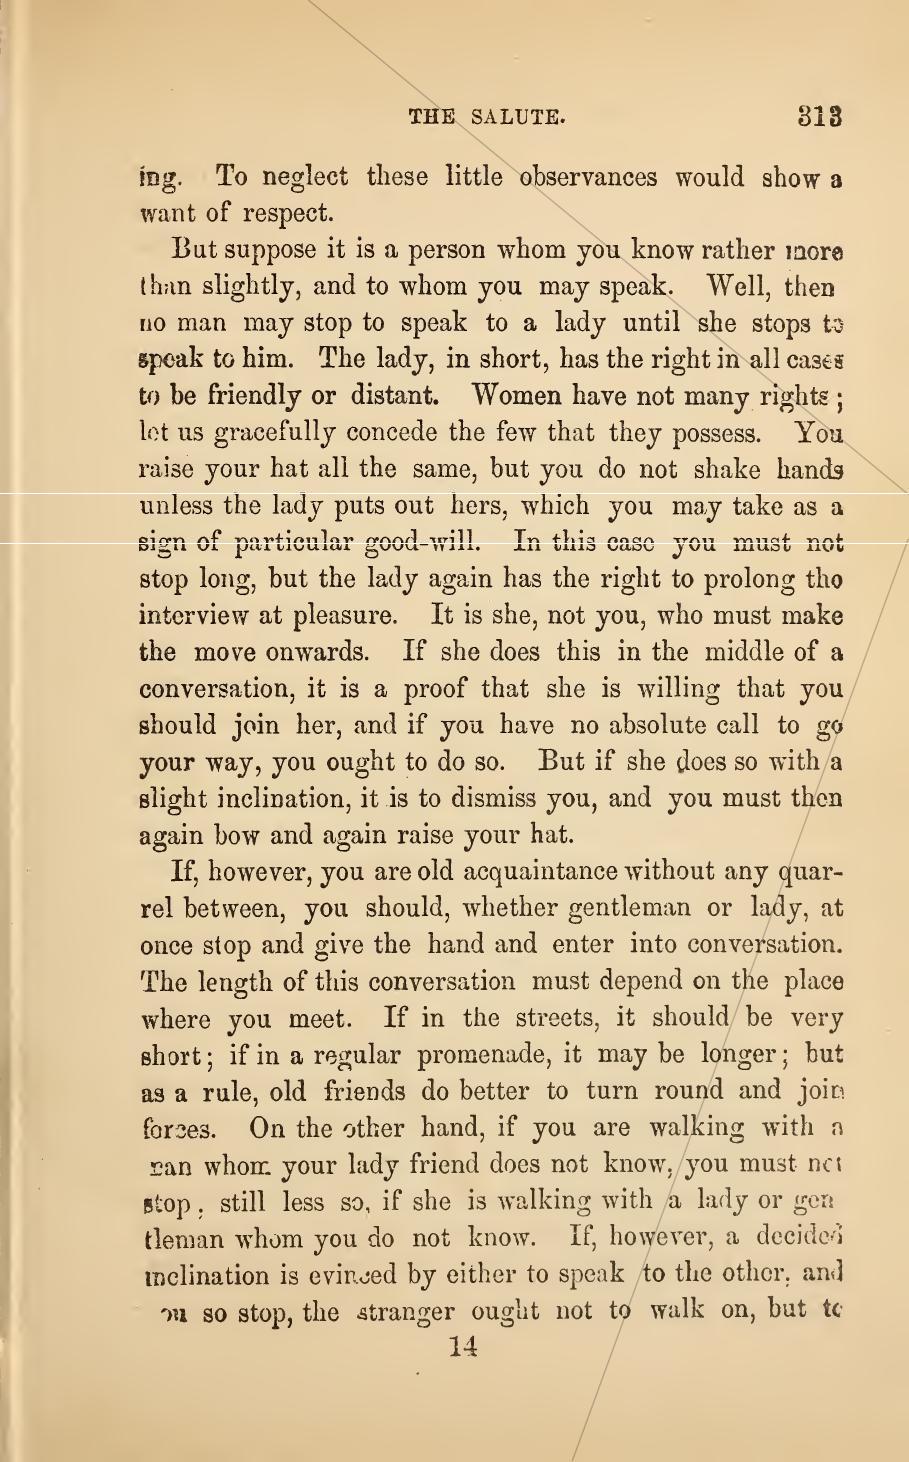 THE SALUTE. 313
ing. To neglect these little observances would show a
want of respect.
But suppose it is a person whom you know rather more
than slightly, and to whom you may speak. Well, then
no man may stop to speak to a lady until she stops to
speak to him. The lady, in short, has the right in all cases
to be friendly or distant. Women have not many rights ;
let us gracefully concede the few that they possess. You
raise your hat all the same, but you do not shake hands
unless the lady puts out hers, which you may take as a
sign of particular good-will. In this case you must not
stop long, but the lady again has the right to prolong the
interview at pleasure. It is she, not you, who must make
the move onwards. If she does this in the middle of a
conversation, it is a proof that she is willing that you
should join her, and if you have no absolute call to go
your way, you ought to do so. But if she does so with a
slight inclination, it is to dismiss you, and you must then
again bow and again raise your hat.
If, however, you are old acquaintance without any quar-
rel between, you should, whether gentleman or lady, at
once stop and give the hand and enter into conversation.
The length of this conversation must depend on the place
where you meet. If in the streets, it should be very
short; if in a regular promenade, it may be longer; but
as a rule, old friends do better to turn round and join
forces. On the other hand, if you are walking with a
man whom your lady friend does not know, you must not
stop; still less so, if she is walking with a lady or gen
tleman whom you do not know. If, however, a decided
inclination is evinced by either to speak to the other, and
you so stop, the stranger ought not to walk on, but to
14